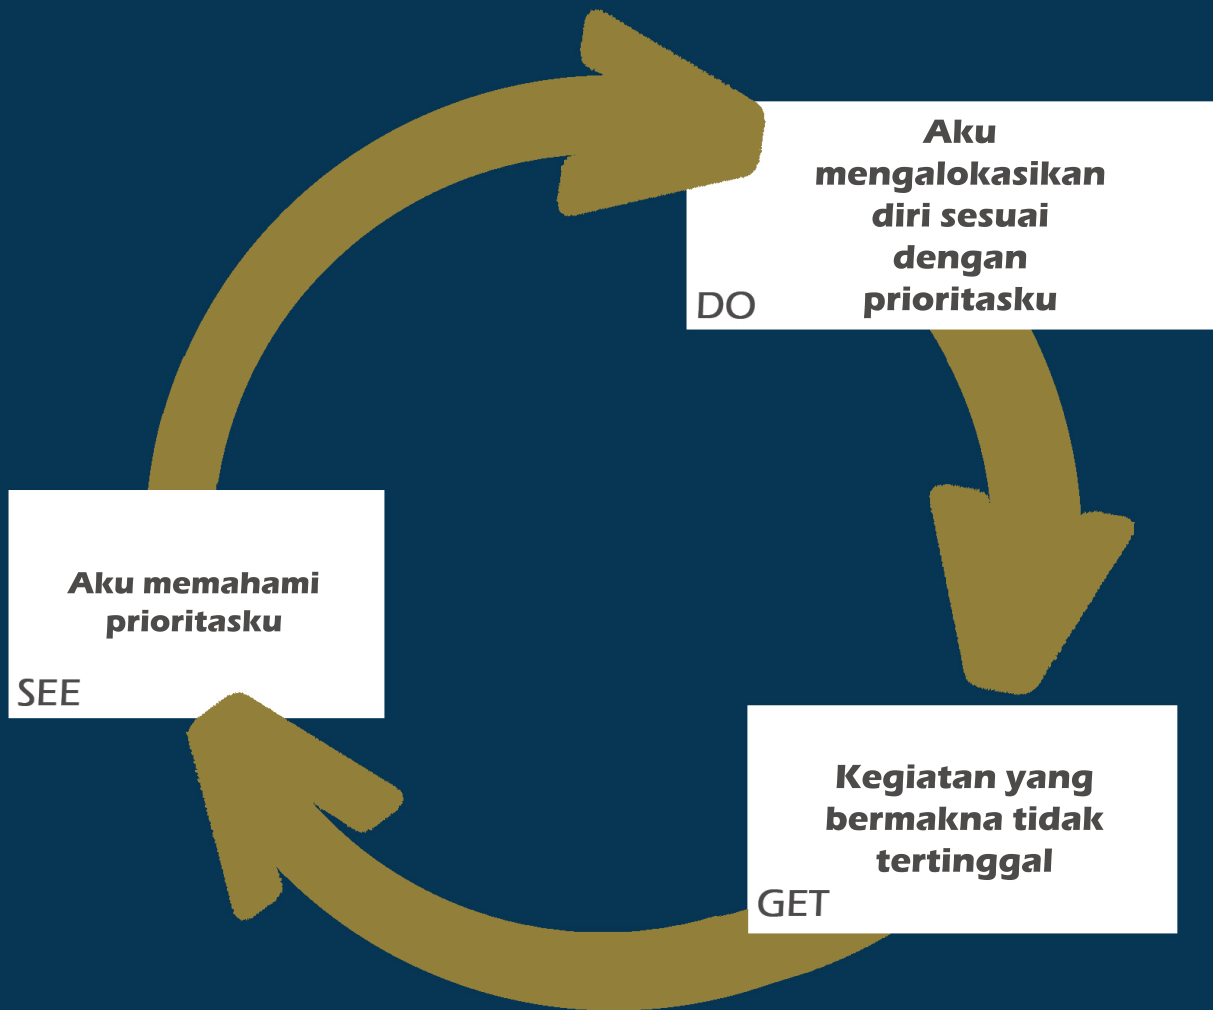 Aku
mengalokasikan
diri sesuai
dengan
prioritasku
DO
Aku memahami
prioritasku
SEE
Kegiatan yang
bermakna tidak
tertinggal
GET